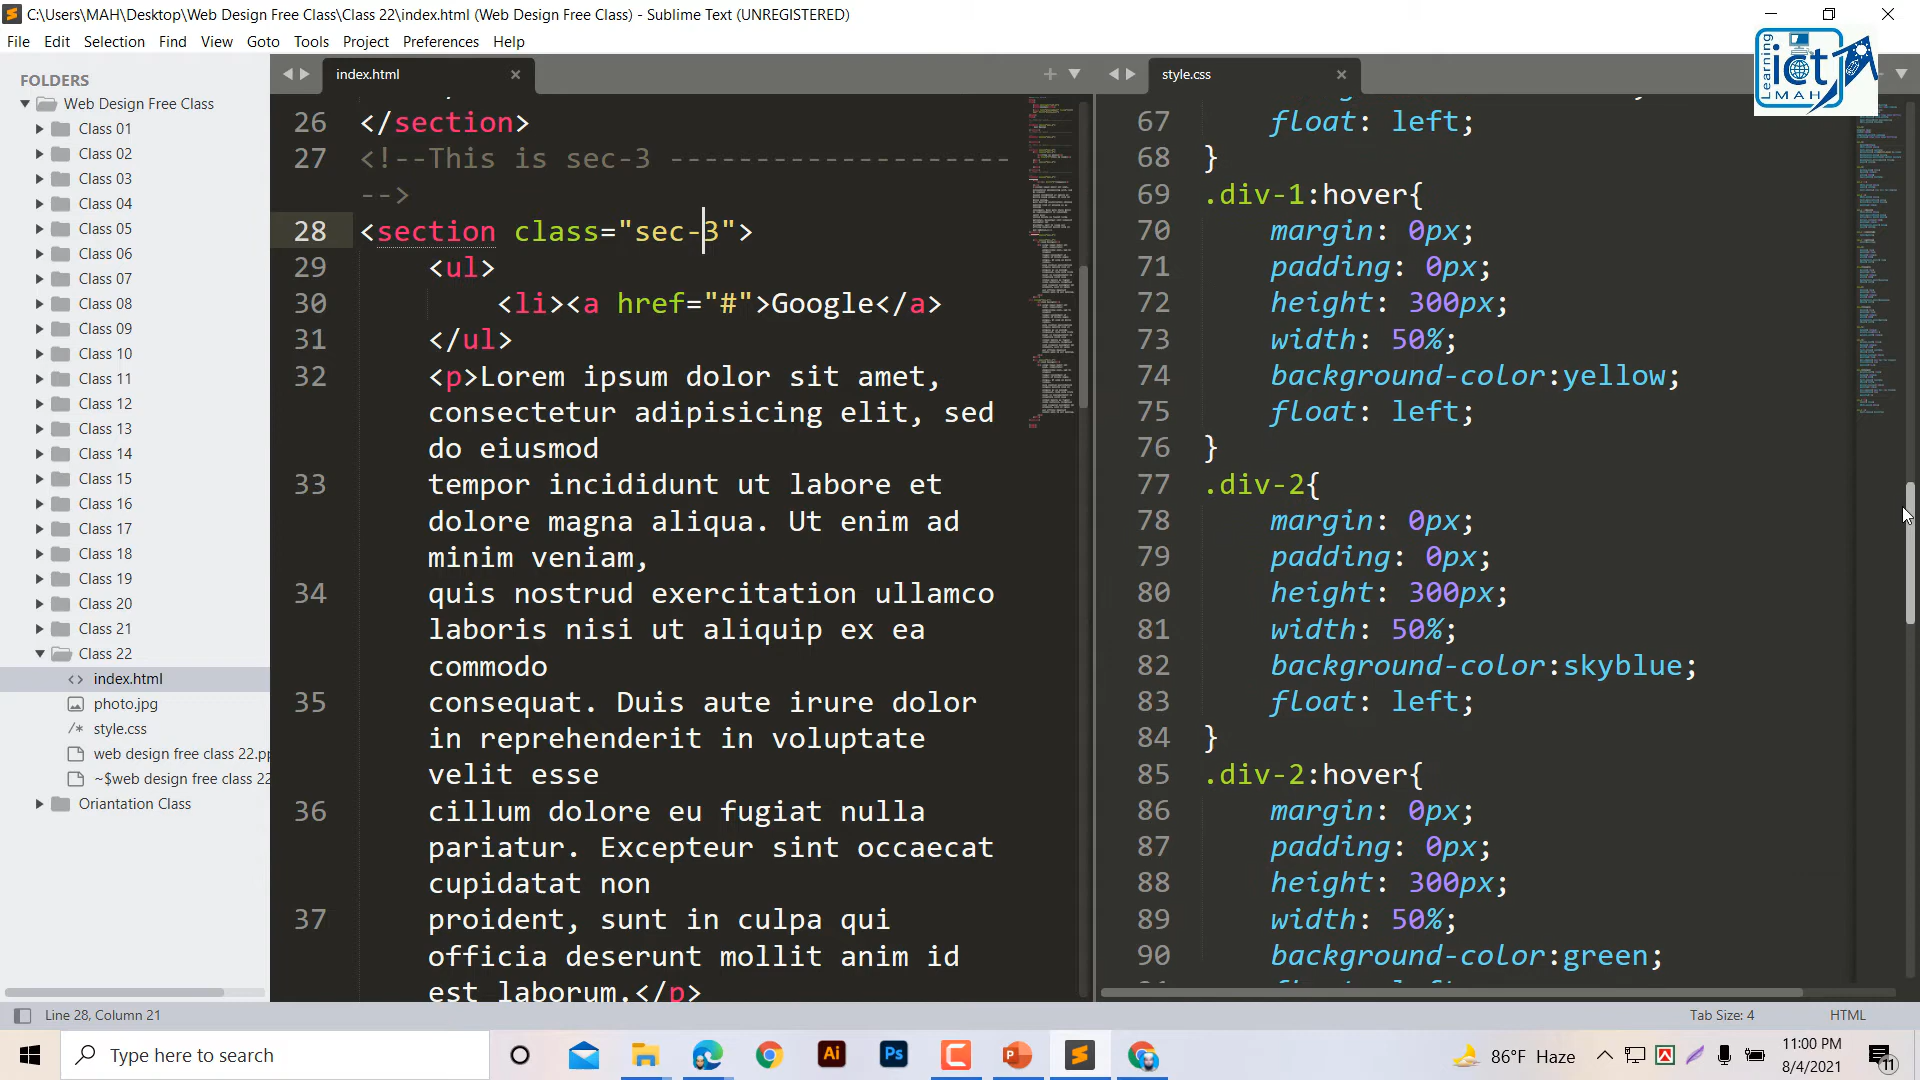 C:\Users\MAH\Desktop\Web Design Free Class\Class 22\index.html (Web Design Free Class) - Sublime Text (UNREGISTERED)
File Edit Selection Find View Goto Tools Project Preferences Help
Learning
ict
MAH
FOLDERS
Web Design Free Class
Class 01
Class 02
Class 03
Class 04
Class 05
Class 06
Class 07
Class 08
Class 09
Class 10
Class 11
Class 12
Class 13
Class 14
Class 15
Class 16
Class 17
Class 18
Class 19
Class 20
Class 21
Class 22
index.html
photo.jpg
style.css
web design free class 22.pp
~$web design free class 22
Oriantation Class
index.html
26 </section>
27 <!--This is sec-3 --------------------
-->
28 <section class="sec-3">
29 <ul>
30 <li><a href="#">Google</a>
31 </ul>
32 <p>Lorem ipsum dolor sit amet,
consectetur adipisicing elit, sed
do eiusmod
33 tempor incididunt ut labore et
dolore magna aliqua. Ut enim ad
minim veniam,
34 quis nostrud exercitation ullamco
laboris nisi ut aliquip ex ea
commodo
35 consequat. Duis aute irure dolor
in reprehenderit in voluptate
velit esse
36 cillum dolore eu fugiat nulla
pariatur. Excepteur sint occaecat
cupidatat non
37 proident, sunt in culpa qui
officia deserunt mollit anim id
est laborum.</p>
style.css
67 float: left;
68 }
69 .div-1:hover{
70 margin: 0px;
71 padding: 0px;
72 height: 300px;
73 width: 50%;
74 background-color:yellow;
75 float: left;
76 }
77 .div-2{
78 margin: 0px;
79 padding: 0px;
80 height: 300px;
81 width: 50%;
82 background-color:skyblue;
83 float: left;
84 }
85 .div-2:hover{
86 margin: 0px;
87 padding: 0px;
88 height: 300px;
89 width: 50%;
90 background-color:green;
Line 28, Column 21
Tab Size: 4
HTML
Type here to search
Ai
Ps
86°F Haze
11:00 PM
8/4/2021
11